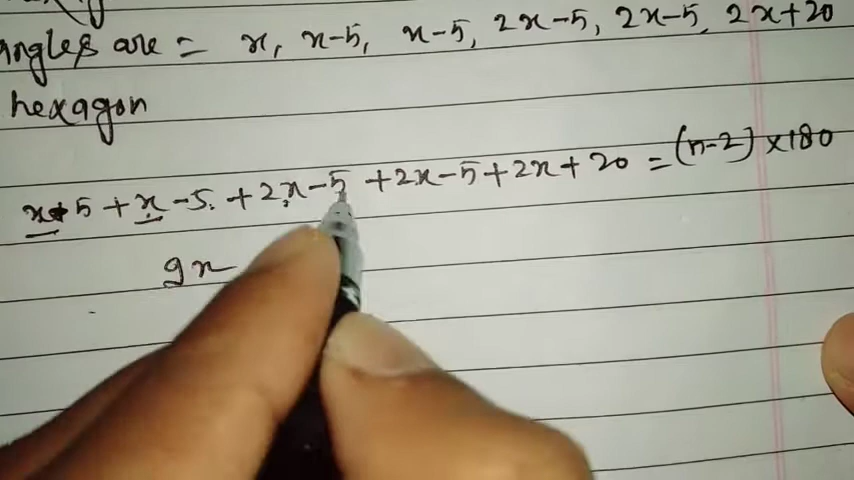 angles are = x, x-5, x-5, 2x-5, 2x-5, 2x+20
hexagon
x+5+x-5+2x-5+2x-5+2x+20=(n-2)×180
9x